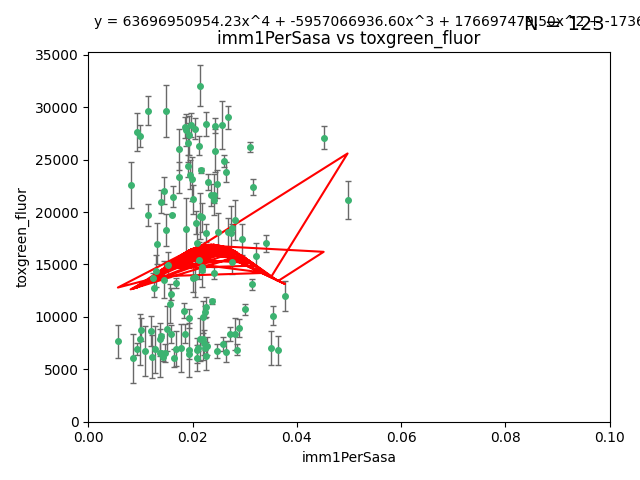 y = 63696950954.23x^4 + -5957066936.60x^3 + 
N = 123
imm1PerSasa vs toxgreen_fluor
35000
30000
25000
20000
15000
10000
5000
0
toxgreen_fluor
0.00 0.02 0.04 0.06 0.08 0.10
imm1PerSasa